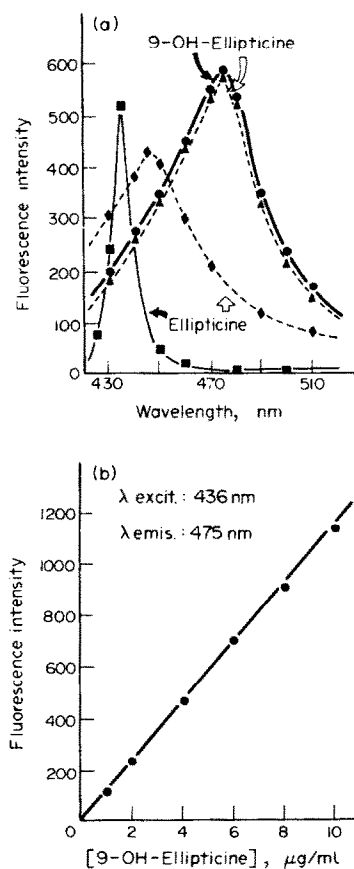 (a)
9-OH-Ellipticine
600
500
400
300
200
100
0
Fluorescence intensity
Ellipticine
430
470
510
Wavelength, nm
(b)
λ excit.: 436 nm
λ emis.: 475 nm
1200
1000
800
600
400
200
Fluorescence intensity
0
2
4
6
8
10
[9-OH-Ellipticine], μg/ml